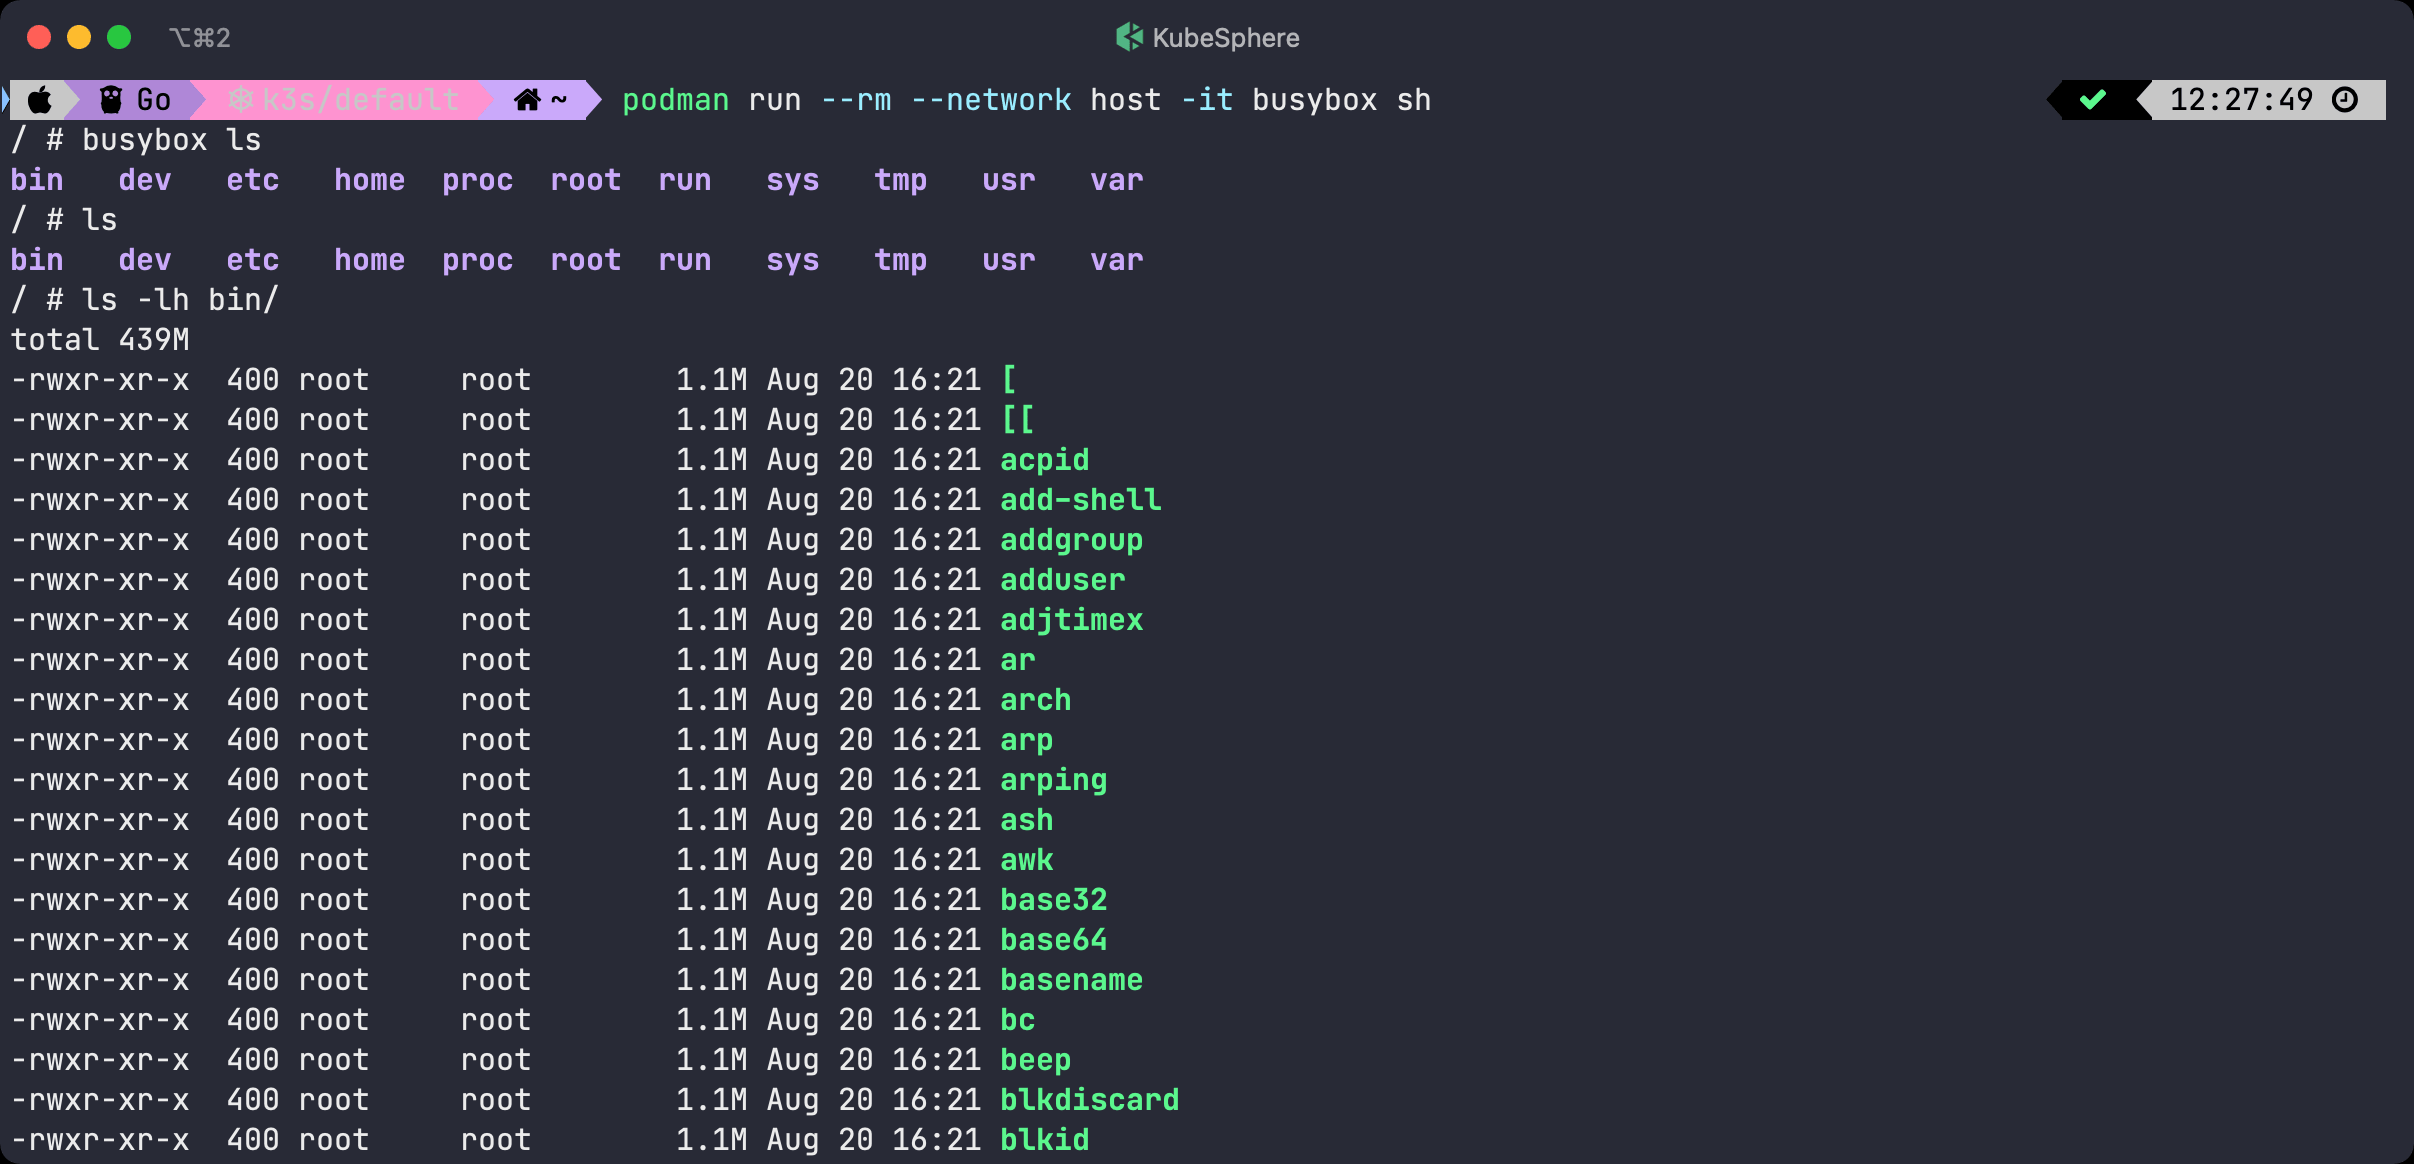 ⌥⌘2 KubeSphere
Go k3s/default ~ podman run --rm --network host -it busybox sh 12:27:49
/ # busybox ls
bin dev etc home proc root run sys tmp usr var
/ # ls
bin dev etc home proc root run sys tmp usr var
/ # ls -lh bin/
total 439M
-rwxr-xr-x 400 root root 1.1M Aug 20 16:21 [
-rwxr-xr-x 400 root root 1.1M Aug 20 16:21 [[
-rwxr-xr-x 400 root root 1.1M Aug 20 16:21 acpid
-rwxr-xr-x 400 root root 1.1M Aug 20 16:21 add-shell
-rwxr-xr-x 400 root root 1.1M Aug 20 16:21 addgroup
-rwxr-xr-x 400 root root 1.1M Aug 20 16:21 adduser
-rwxr-xr-x 400 root root 1.1M Aug 20 16:21 adjtimex
-rwxr-xr-x 400 root root 1.1M Aug 20 16:21 ar
-rwxr-xr-x 400 root root 1.1M Aug 20 16:21 arch
-rwxr-xr-x 400 root root 1.1M Aug 20 16:21 arp
-rwxr-xr-x 400 root root 1.1M Aug 20 16:21 arping
-rwxr-xr-x 400 root root 1.1M Aug 20 16:21 ash
-rwxr-xr-x 400 root root 1.1M Aug 20 16:21 awk
-rwxr-xr-x 400 root root 1.1M Aug 20 16:21 base32
-rwxr-xr-x 400 root root 1.1M Aug 20 16:21 base64
-rwxr-xr-x 400 root root 1.1M Aug 20 16:21 basename
-rwxr-xr-x 400 root root 1.1M Aug 20 16:21 bc
-rwxr-xr-x 400 root root 1.1M Aug 20 16:21 beep
-rwxr-xr-x 400 root root 1.1M Aug 20 16:21 blkdiscard
-rwxr-xr-x 400 root root 1.1M Aug 20 16:21 blkid